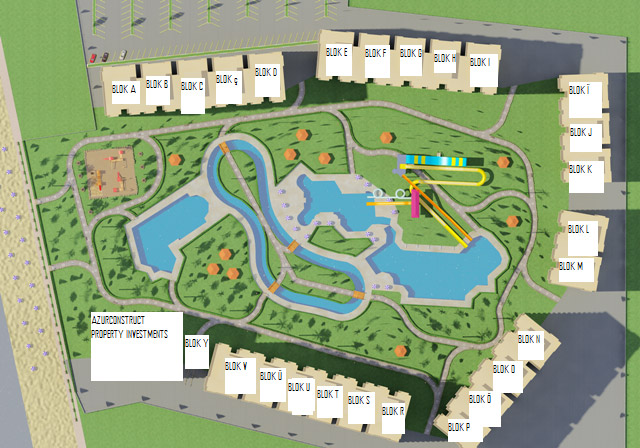 BLOK A
BLOK B
BLOK C
BLOK g
BLOK D
BLOK E
BLOK F
BLOK G
BLOK H
BLOK I
BLOK İ
BLOK J
BLOK K
BLOK L
BLOK M
BLOK N
BLOK O
BLOK Ö
BLOK P
BLOK R
BLOK S
BLOK T
BLOK U
BLOK Ü
BLOK V
BLOK Y
AZURCONSTRUCT
PROPERTY INVESTMENTS